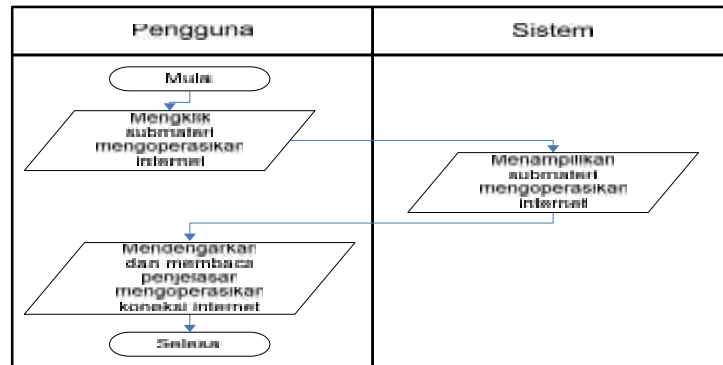 Pengguna
Sistem
Mulai
Mengklik
submateri
mengoperasikan
internet
Menampilkan
submateri
mengoperasikan
internet
Mendengarkan
dan membaca
penjelasan
mengoperasikan
koneksi internet
Selesai